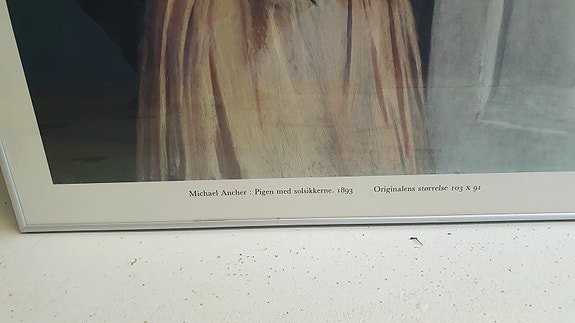 Michael Ancher : Pigen med solsikkerne. 1893 Originalens størrelse 103 x 91